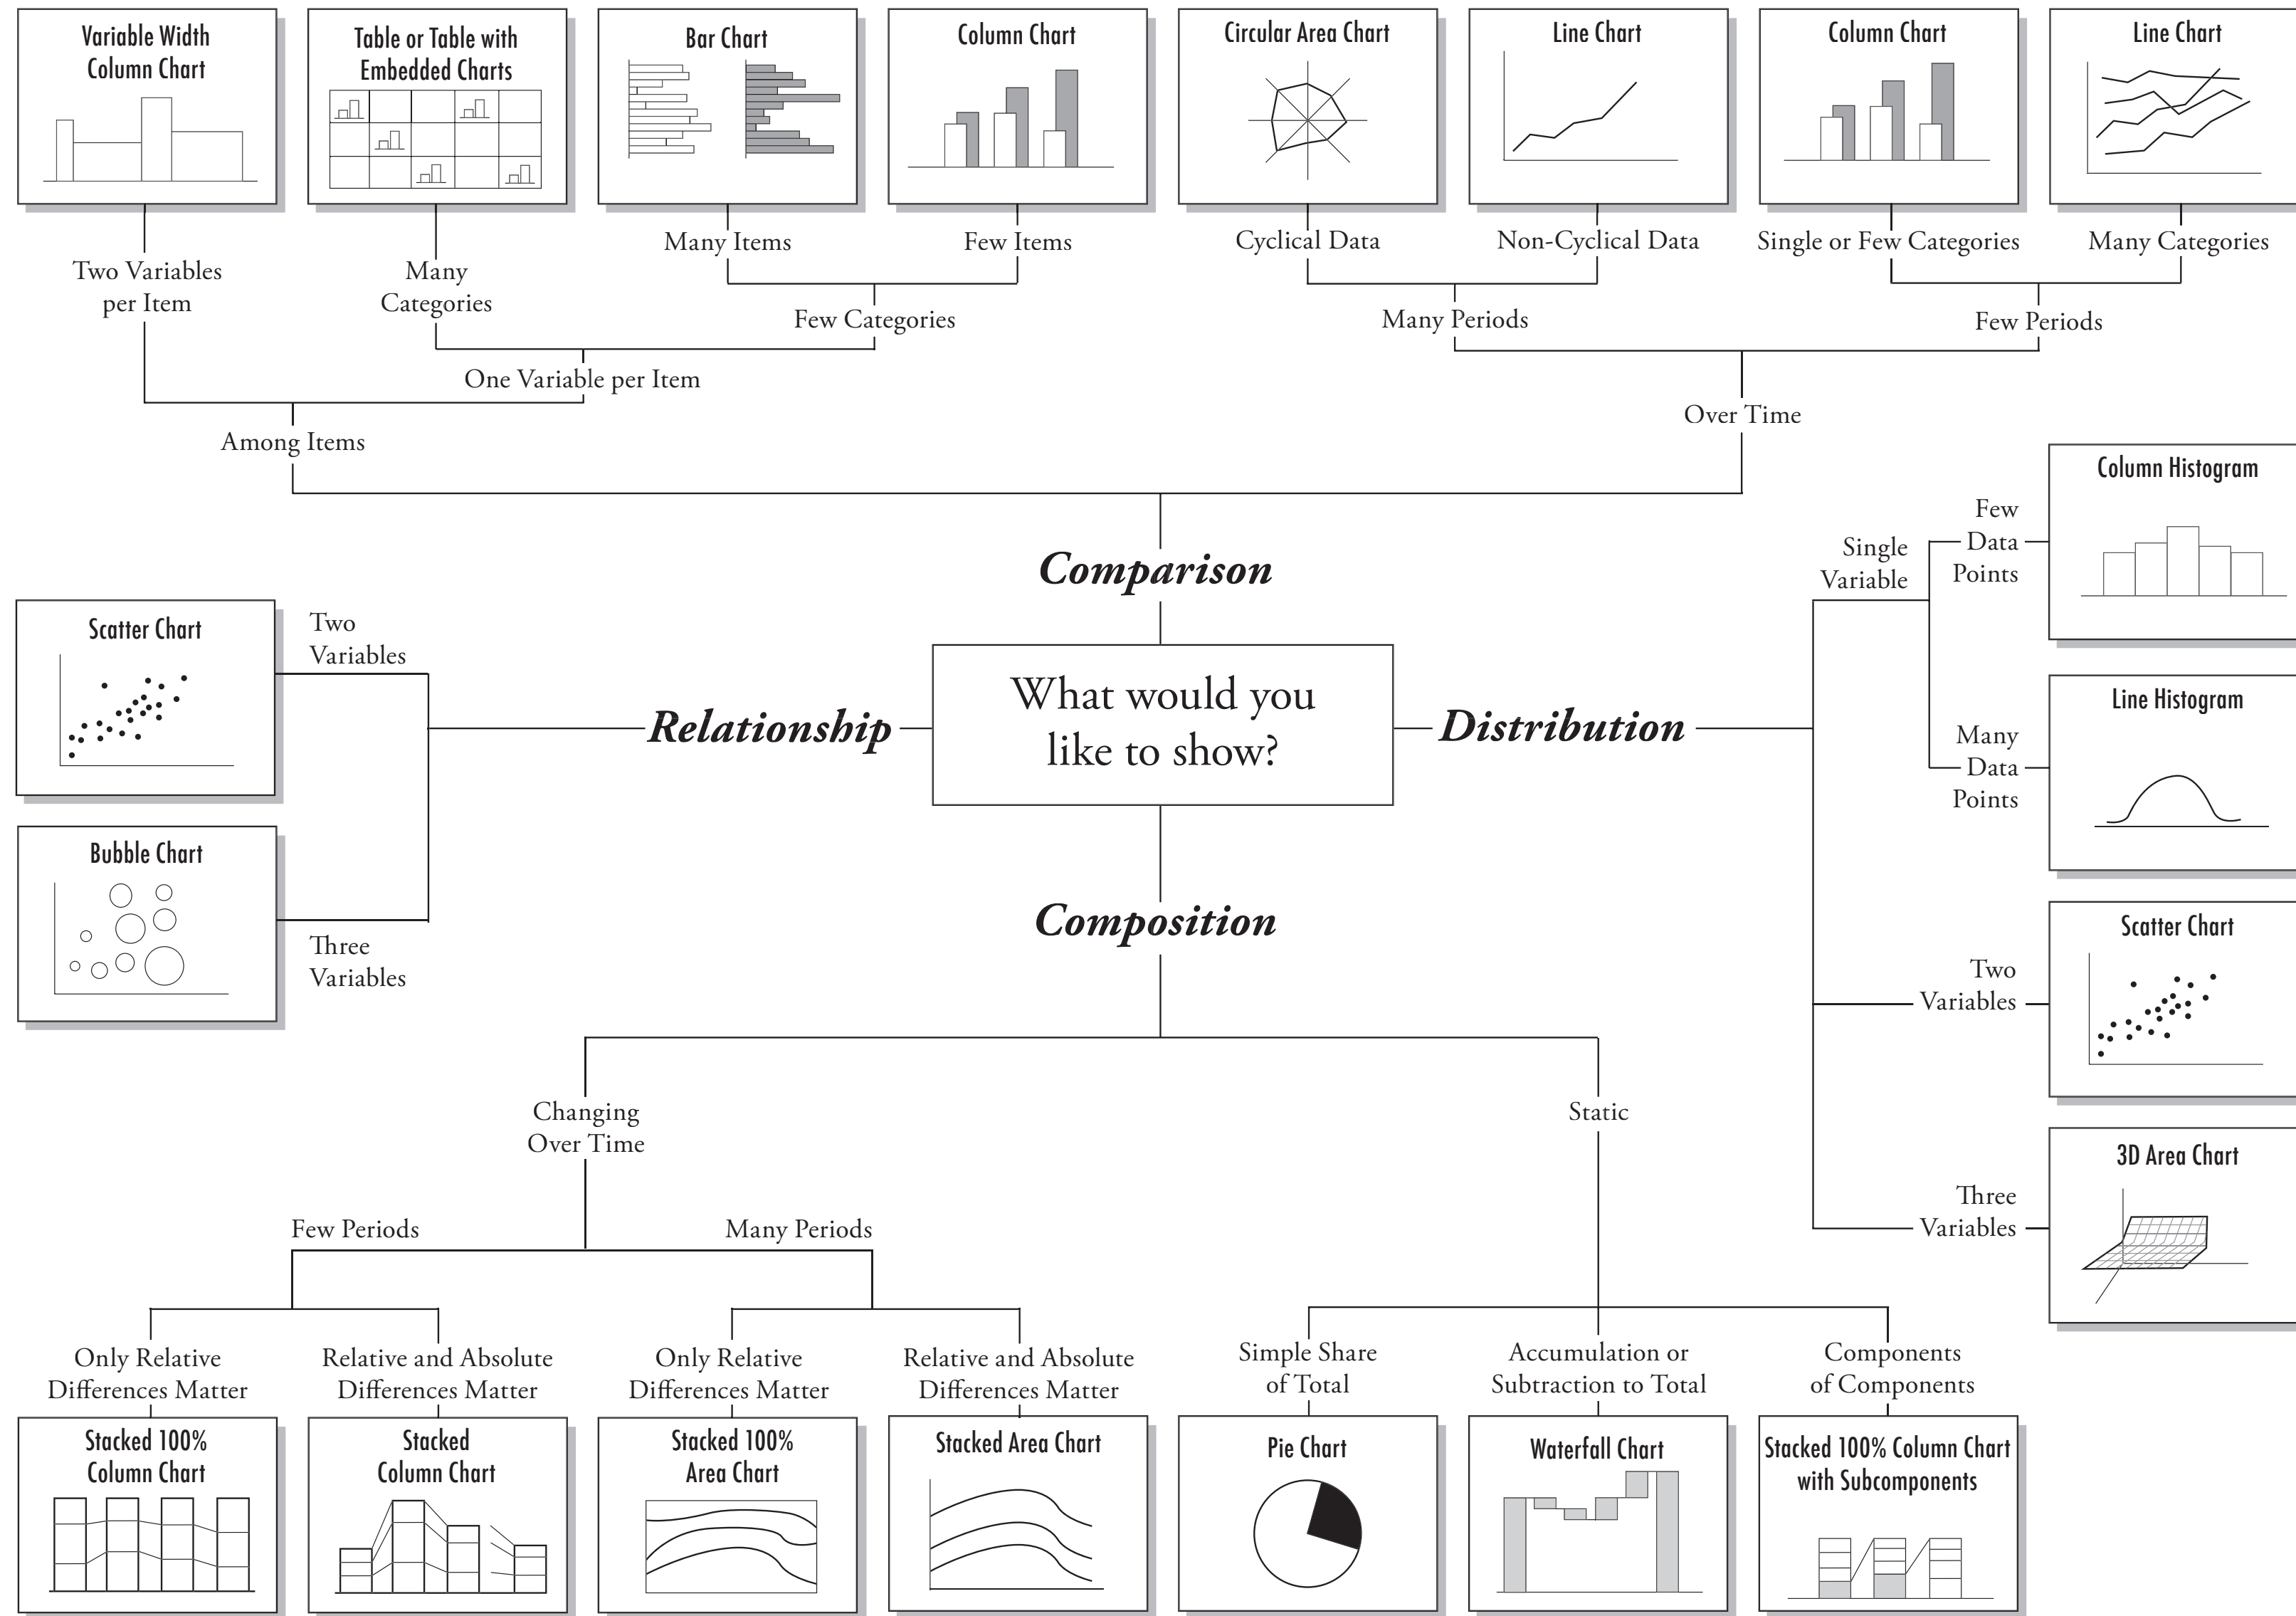 Variable Width
Column Chart
Table or Table with
Embedded Charts
Bar Chart
Column Chart
Circular Area Chart
Line Chart
Column Chart
Line Chart
Two Variables
per Item
Many
Categories
Many Items
Few Items
Cyclical Data
Non-Cyclical Data
Single or Few Categories
Many Categories
Few Categories
Many Periods
Few Periods
One Variable per Item
Among Items
Over Time
Comparison
Relationship
What would you
like to show?
Distribution
Composition
Two
Variables
Scatter Chart
Three
Variables
Bubble Chart
Single
Variable
Few
Data
Points
Column Histogram
Many
Data
Points
Line Histogram
Two
Variables
Scatter Chart
Three
Variables
3D Area Chart
Changing
Over Time
Static
Few Periods
Many Periods
Only Relative
Differences Matter
Relative and Absolute
Differences Matter
Only Relative
Differences Matter
Relative and Absolute
Differences Matter
Simple Share
of Total
Accumulation or
Subtraction to Total
Components
of Components
Stacked 100%
Column Chart
Stacked
Column Chart
Stacked 100%
Area Chart
Stacked Area Chart
Pie Chart
Waterfall Chart
Stacked 100% Column Chart
with Subcomponents